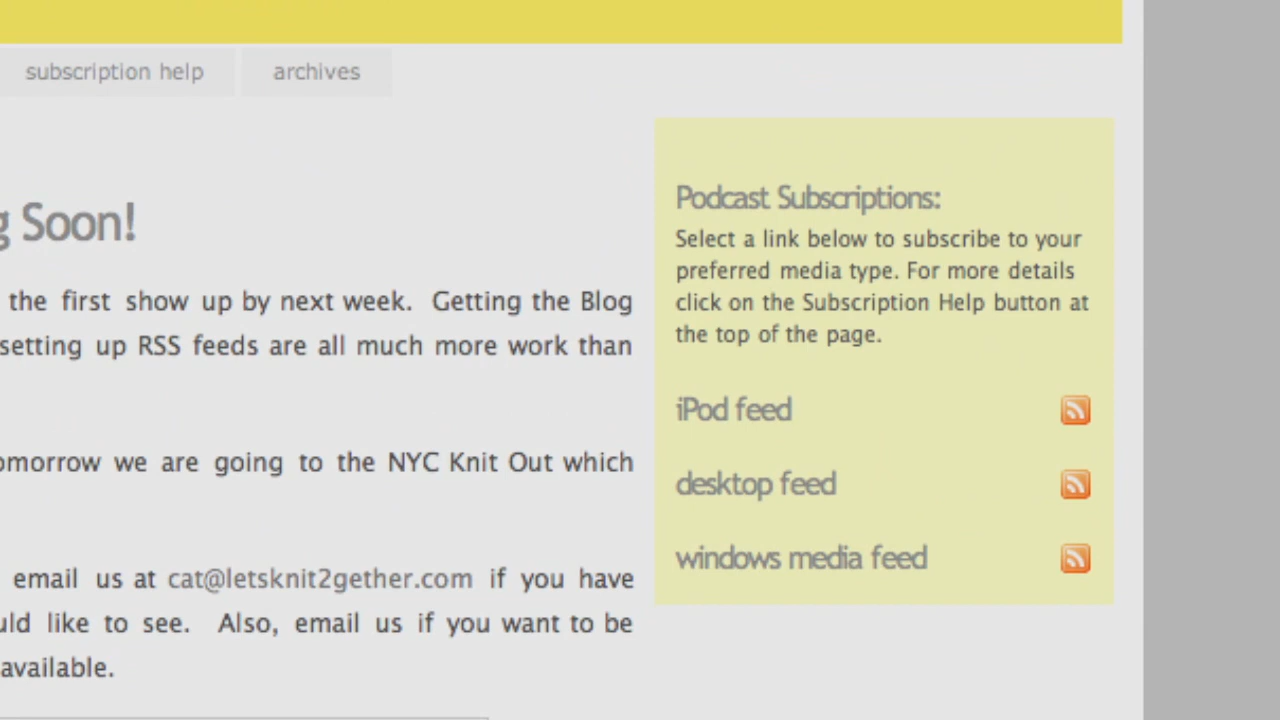 subscription help
archives
Soon!
the first show up by next week. Getting the Blog
setting up RSS feeds are all much more work than
we are going to the NYC Knit Out which
email us at cat@letsknit2gether.com if you have
like to see. Also, email us if you want to be
available.
Podcast Subscriptions:
Select a link below to subscribe to your
preferred media type. For more details
click on the Subscription Help button at
the top of the page.
iPod feed
desktop feed
windows media feed